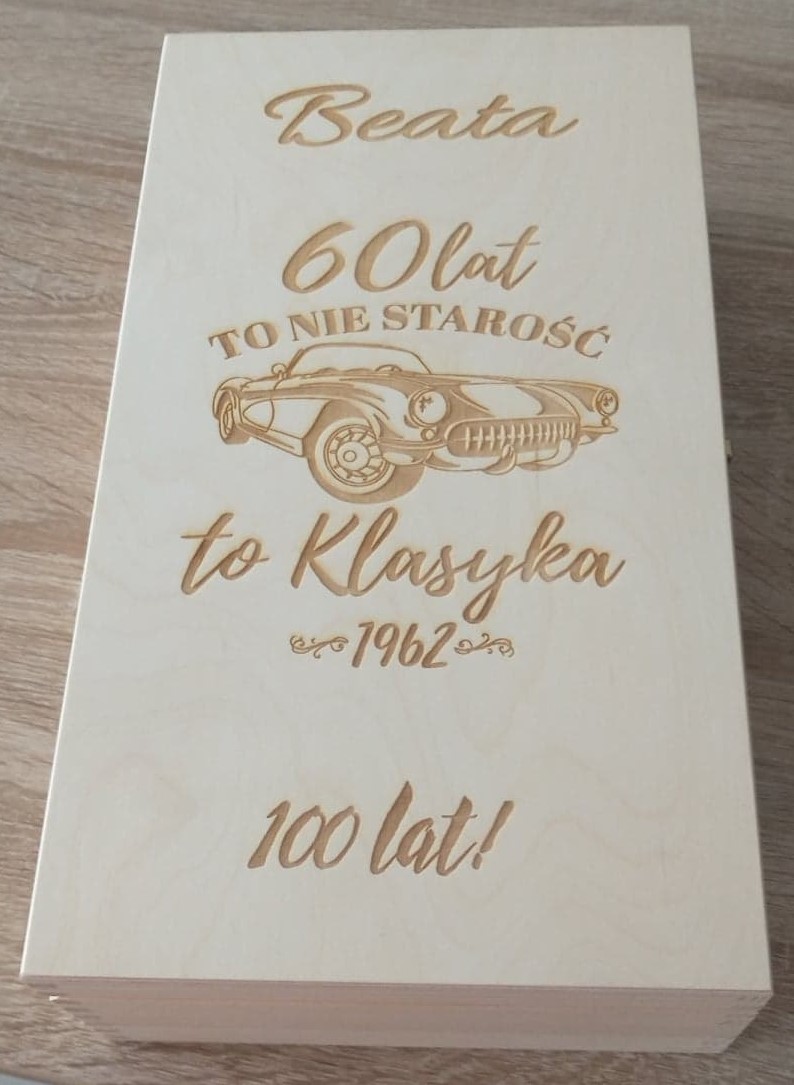 Beata
60 lat
TO NIE STAROŚĆ
to Klasyka
1962
100 lat!